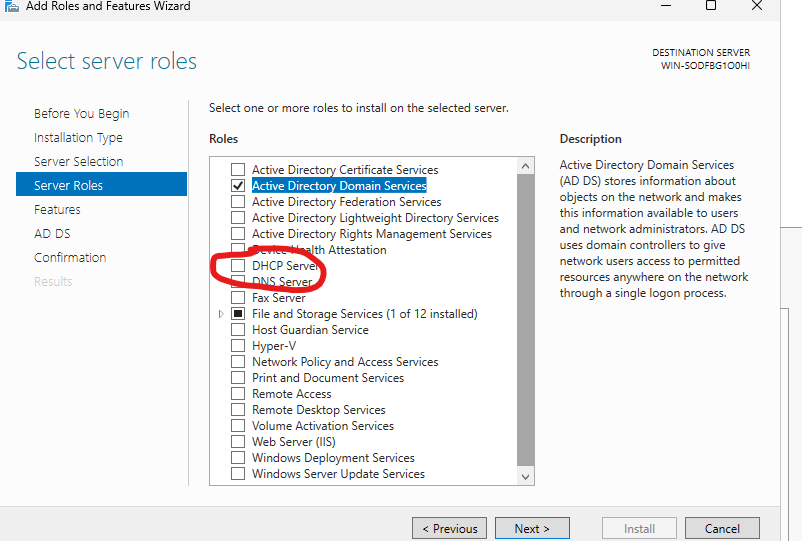 Add Roles and Features Wizard
Select server roles
DESTINATION SERVER
WIN-SODFBG1O0HI
Before You Begin
Installation Type
Server Selection
Server Roles
Features
AD DS
Confirmation
Results
Select one or more roles to install on the selected server.
Roles
Active Directory Certificate Services
Active Directory Domain Services
Active Directory Federation Services
Active Directory Lightweight Directory Services
Active Directory Rights Management Services
Device Health Attestation
DHCP Server
DNS Server
Fax Server
File and Storage Services (1 of 12 installed)
Host Guardian Service
Hyper-V
Network Policy and Access Services
Print and Document Services
Remote Access
Remote Desktop Services
Volume Activation Services
Web Server (IIS)
Windows Deployment Services
Windows Server Update Services
Description
Active Directory Domain Services
(AD DS) stores information about
objects on the network and makes
this information available to users
and network administrators. AD DS
uses domain controllers to give
network users access to permitted
resources anywhere on the network
through a single logon process.
< Previous
Next >
Install
Cancel